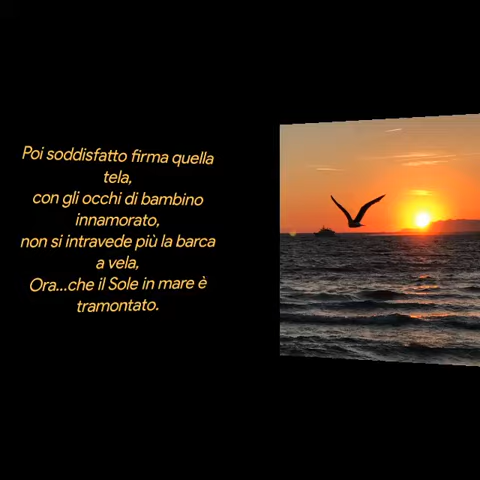 Poi soddisfatto firma quella
tela,
con gli occhi di bambino
innamorato,
non si intravede più la barca
a vela,
Ora...che il Sole in mare è
tramontato.